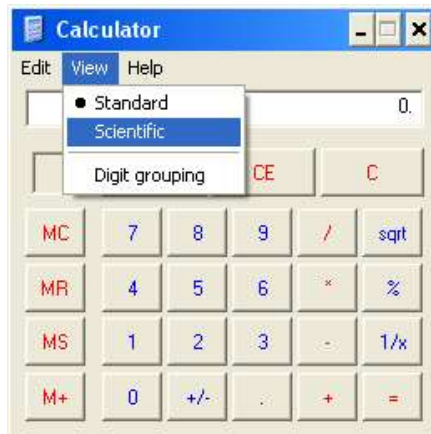 Calculator
Edit View Help
Standard
Scientific
Digit grouping
0.
CE C
MC 7 8 9 / sqrt
MR 4 5 6 * %
MS 1 2 3 - 1/x
M+ 0 +/- . + =